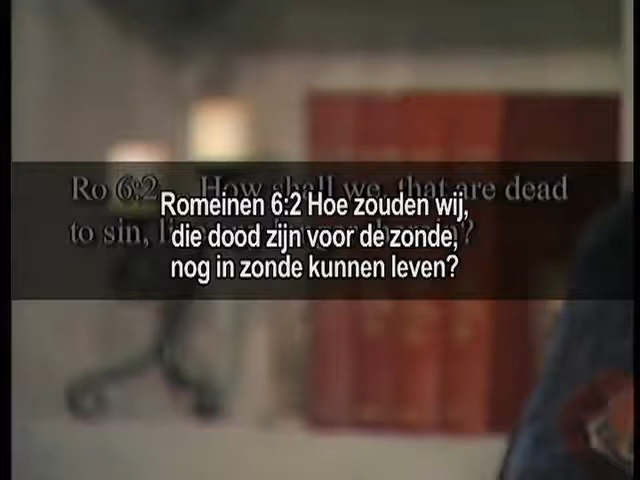 Ro 6:2 How shall we, that are dead
to sin,
Romeinen 6:2 Hoe zouden wij,
die dood zijn voor de zonde,
nog in zonde kunnen leven?